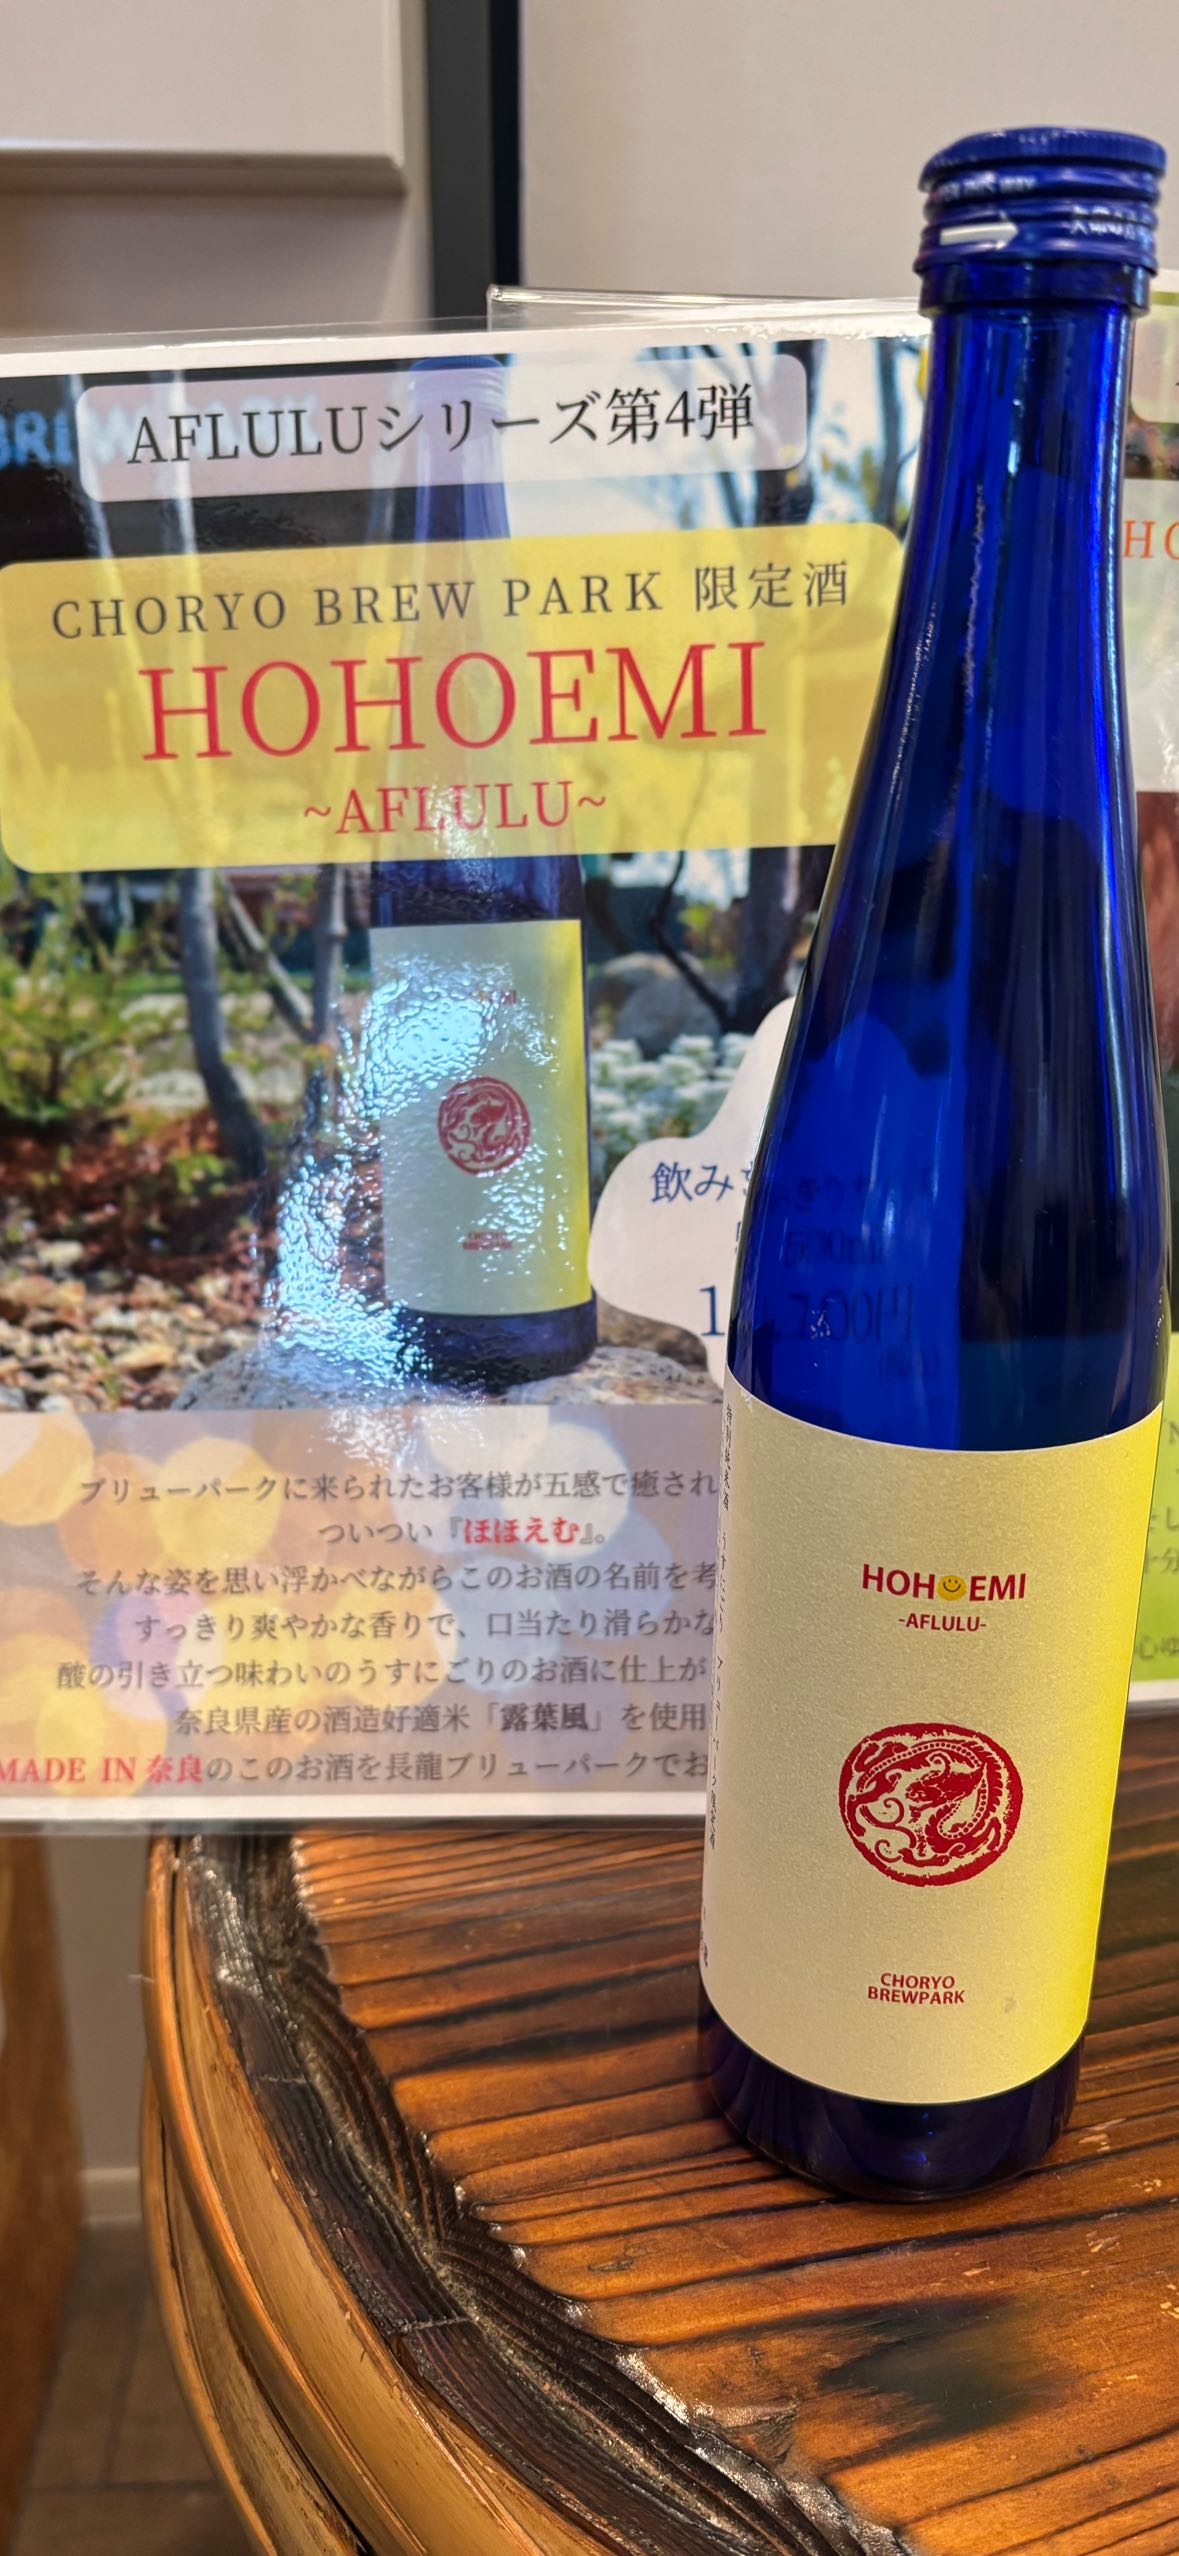 AFLULUシリーズ第4弾
CHORYO BREW PARK 限定酒
HOHOEMI
~AFLULU~
飲み
ブリューパークに来られたお客様が五感で癒され
ついつい『ほほえむ』。
そんな姿を思い浮かべながらこのお酒の名前を考
すっきり爽やかな香りで、口当たり滑らかな
酸の引き立つ味わいのうすにごりのお酒に仕上が
奈良県産の酒造好適米「露葉風」を使用
MADE IN 奈良のこのお酒を長龍ブリューパークでお
THIS WAY
HOHOEMI
-AFLULU-
CHORYO
BREWPARK
HO